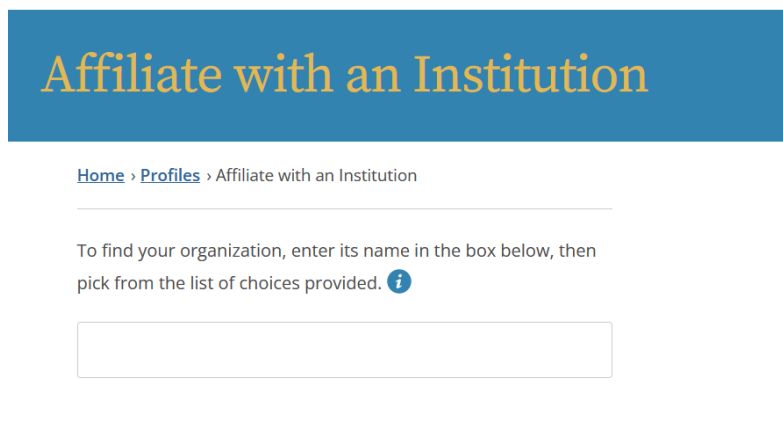 Affiliate with an Institution
Home › Profiles › Affiliate with an Institution
To find your organization, enter its name in the box below, then
pick from the list of choices provided. i